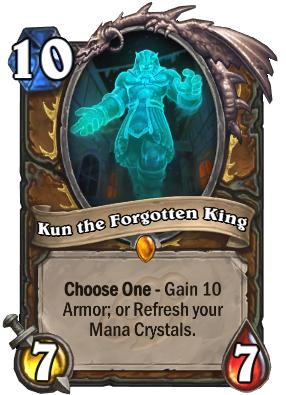 10
Kun the Forgotten King
Choose One - Gain 10
Armor; or Refresh your
Mana Crystals.
7 7